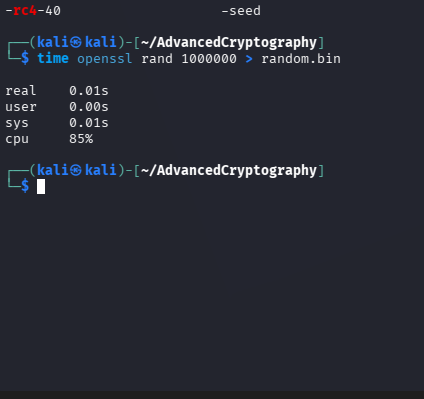 -rc4-40 -seed
┌──(kali㉿kali)-[~/AdvancedCryptography]
└─$ time openssl rand 1000000 > random.bin
real 0.01s
user 0.00s
sys 0.01s
cpu 85%
┌──(kali㉿kali)-[~/AdvancedCryptography]
└─$